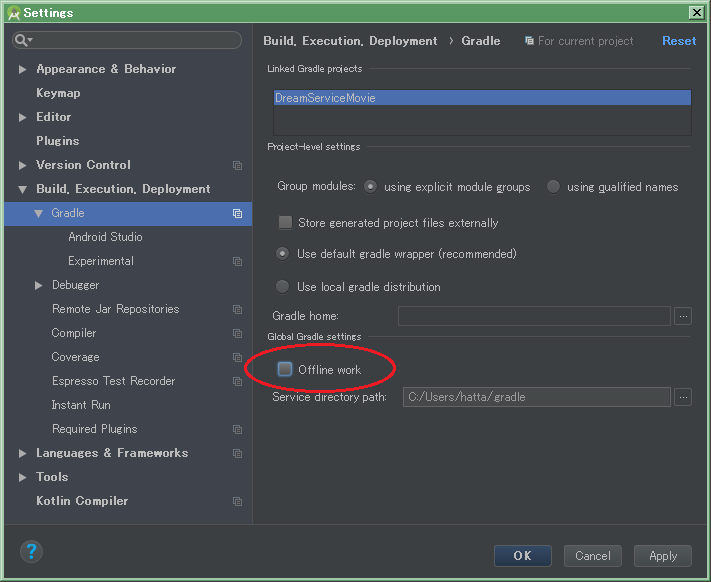 Settings
Build, Execution, Deployment › Gradle
For current project
Reset
Appearance & Behavior
Keymap
Editor
Plugins
Version Control
Build, Execution, Deployment
Gradle
Android Studio
Experimental
Debugger
Remote Jar Repositories
Compiler
Coverage
Espresso Test Recorder
Instant Run
Required Plugins
Languages & Frameworks
Tools
Kotlin Compiler
Linked Gradle projects
DreamServiceMovie
Project-level settings
Group modules: using explicit module groups using qualified names
Store generated project files externally
Use default gradle wrapper (recommended)
Use local gradle distribution
Gradle home: ...
Global Gradle settings
Offline work
Service directory path: C:/Users/hatta/gradle ...
? OK Cancel Apply